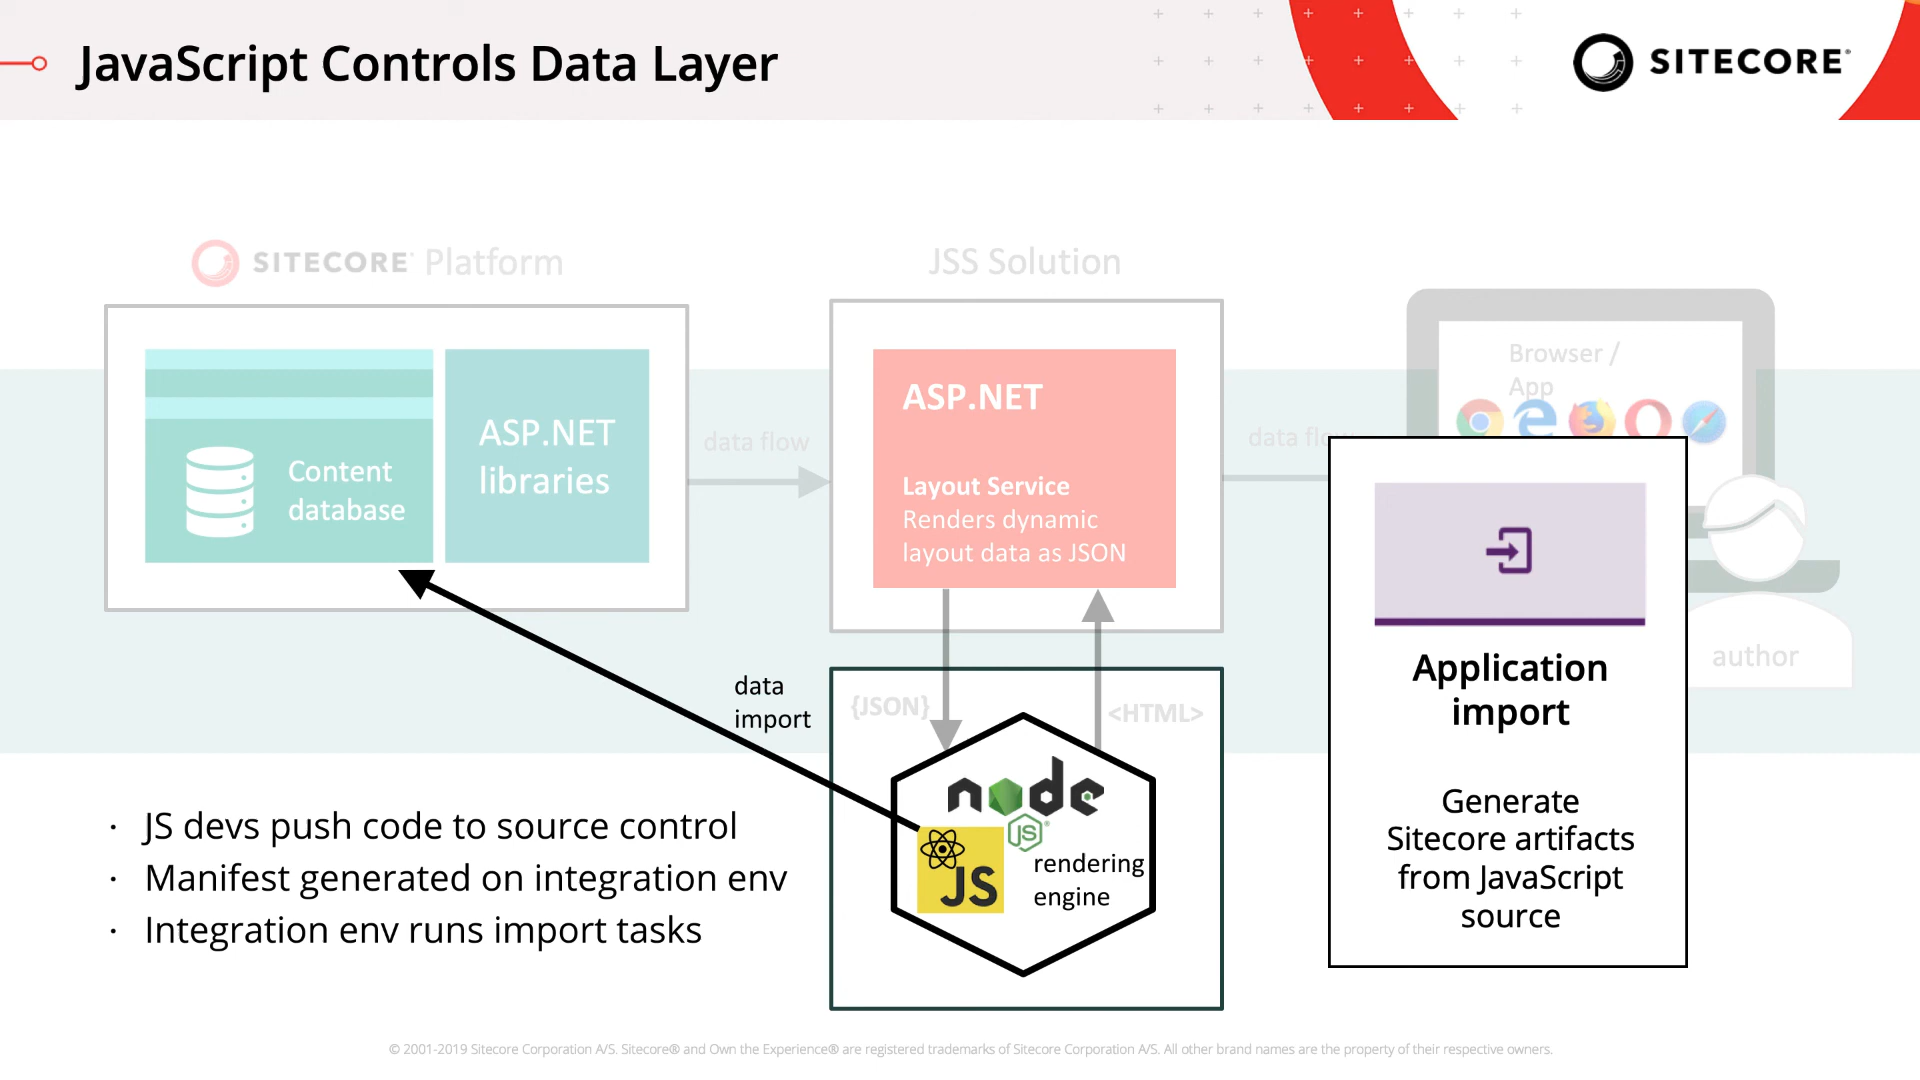 JavaScript Controls Data Layer
SITECORE®
SITECORE® Platform
JSS Solution
Content
database
ASP.NET
libraries
data flow
ASP.NET
Layout Service
Renders dynamic
layout data as JSON
data flow
Browser /
App
author
data
import
{JSON}
<HTML>
node
JS
JS
rendering
engine
Application
import
Generate
Sitecore artifacts
from JavaScript
source
· JS devs push code to source control
· Manifest generated on integration env
· Integration env runs import tasks
© 2001-2019 Sitecore Corporation A/S. Sitecore® and Own the Experience® are registered trademarks of Sitecore Corporation A/S. All other brand names are the property of their respective owners.